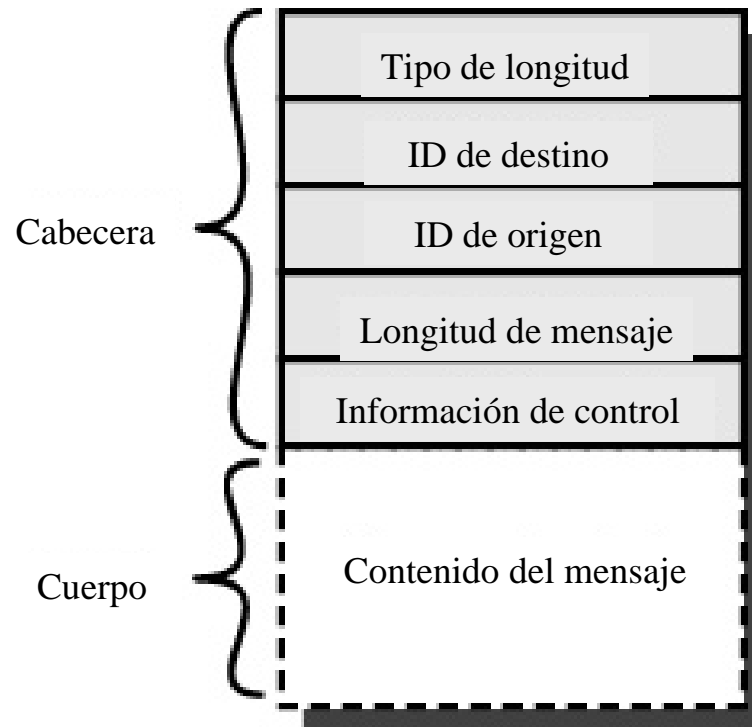 Tipo de longitud
ID de destino
Cabecera
ID de origen
Longitud de mensaje
Información de control
Cuerpo
Contenido del mensaje